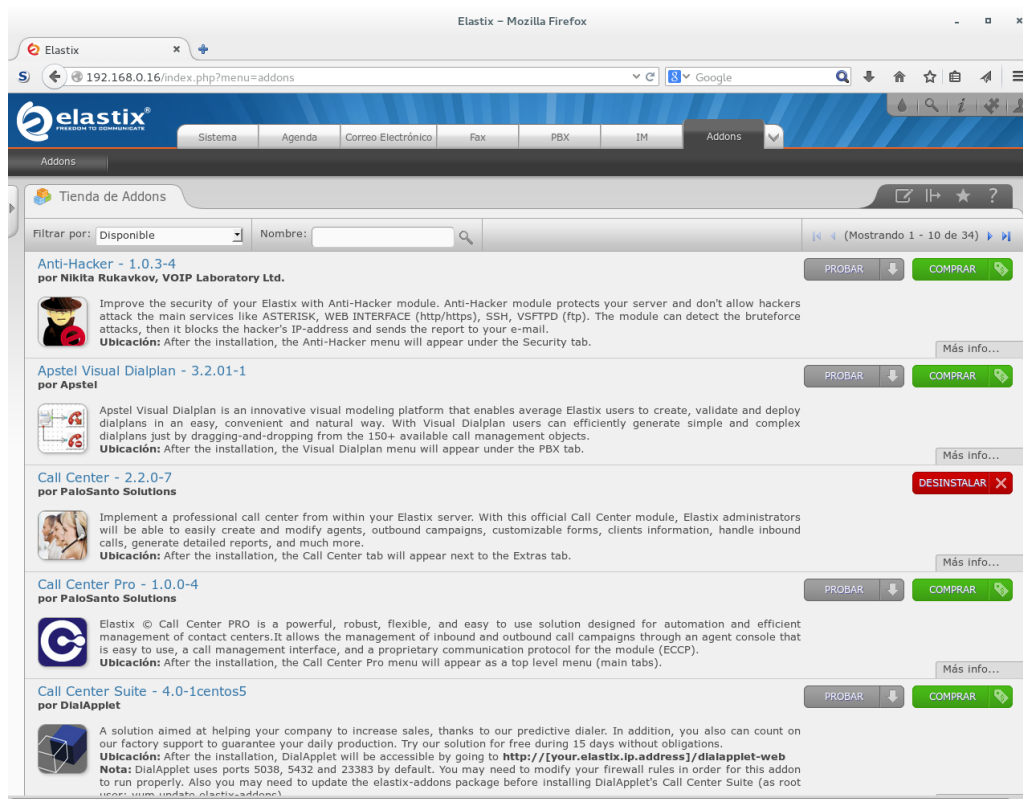 Elastix - Mozilla Firefox
Elastix
192.168.0.16/index.php?menu=addons
Google
elastix®
FREEDOM TO COMMUNICATE
Sistema
Agenda
Correo Electrónico
Fax
PBX
IM
Addons
Addons
Tienda de Addons
Filtrar por: Disponible
Nombre:
(Mostrando 1 - 10 de 34)
Anti-Hacker - 1.0.3-4
por Nikita Rukavkov, VOIP Laboratory Ltd.
PROBAR
COMPRAR
Improve the security of your Elastix with Anti-Hacker module. Anti-Hacker module protects your server and don't allow hackers
attack the main services like ASTERISK, WEB INTERFACE (http/https), SSH, VSFTPD (ftp). The module can detect the bruteforce
attacks, then it blocks the hacker's IP-address and sends the report to your e-mail.
Ubicación: After the installation, the Anti-Hacker menu will appear under the Security tab.
Más info...
Apstel Visual Dialplan - 3.2.01-1
por Apstel
PROBAR
COMPRAR
Apstel Visual Dialplan is an innovative visual modeling platform that enables average Elastix users to create, validate and deploy
dialplans in an easy, convenient and natural way. With Visual Dialplan users can efficiently generate simple and complex
dialplans just by dragging-and-dropping from the 150+ available call management objects.
Ubicación: After the installation, the Visual Dialplan menu will appear under the PBX tab.
Más info...
Call Center - 2.2.0-7
por PaloSanto Solutions
DESINSTALAR
Implement a professional call center from within your Elastix server. With this official Call Center module, Elastix administrators
will be able to easily create and modify agents, outbound campaigns, customizable forms, clients information, handle inbound
calls, generate detailed reports, and much more.
Ubicación: After the installation, the Call Center tab will appear next to the Extras tab.
Más info...
Call Center Pro - 1.0.0-4
por PaloSanto Solutions
PROBAR
COMPRAR
Elastix © Call Center PRO is a powerful, robust, flexible, and easy to use solution designed for automation and efficient
management of contact centers.It allows the management of inbound and outbound call campaigns through an agent console that
is easy to use, a call management interface, and a proprietary communication protocol for the module (ECCP).
Ubicación: After the installation, the Call Center Pro menu will appear as a top level menu (main tabs).
Más info...
Call Center Suite - 4.0-1centos5
por DialApplet
PROBAR
COMPRAR
A solution aimed at helping your company to increase sales, thanks to our predictive dialer. In addition, you also can count on
our factory support to guarantee your daily production. Try our solution for free during 15 days without obligations.
Ubicación: After the installation, DialApplet will be accessible by going to http://[your.elastix.ip.address]/dialapplet-web
Nota: DialApplet uses ports 5038, 5432 and 23383 by default. You may need to modify your firewall rules in order for this addon
to run properly. Also you may need to update the elastix-addons package before installing DialApplet's Call Center Suite (as root
user: yum update elastix-addons)